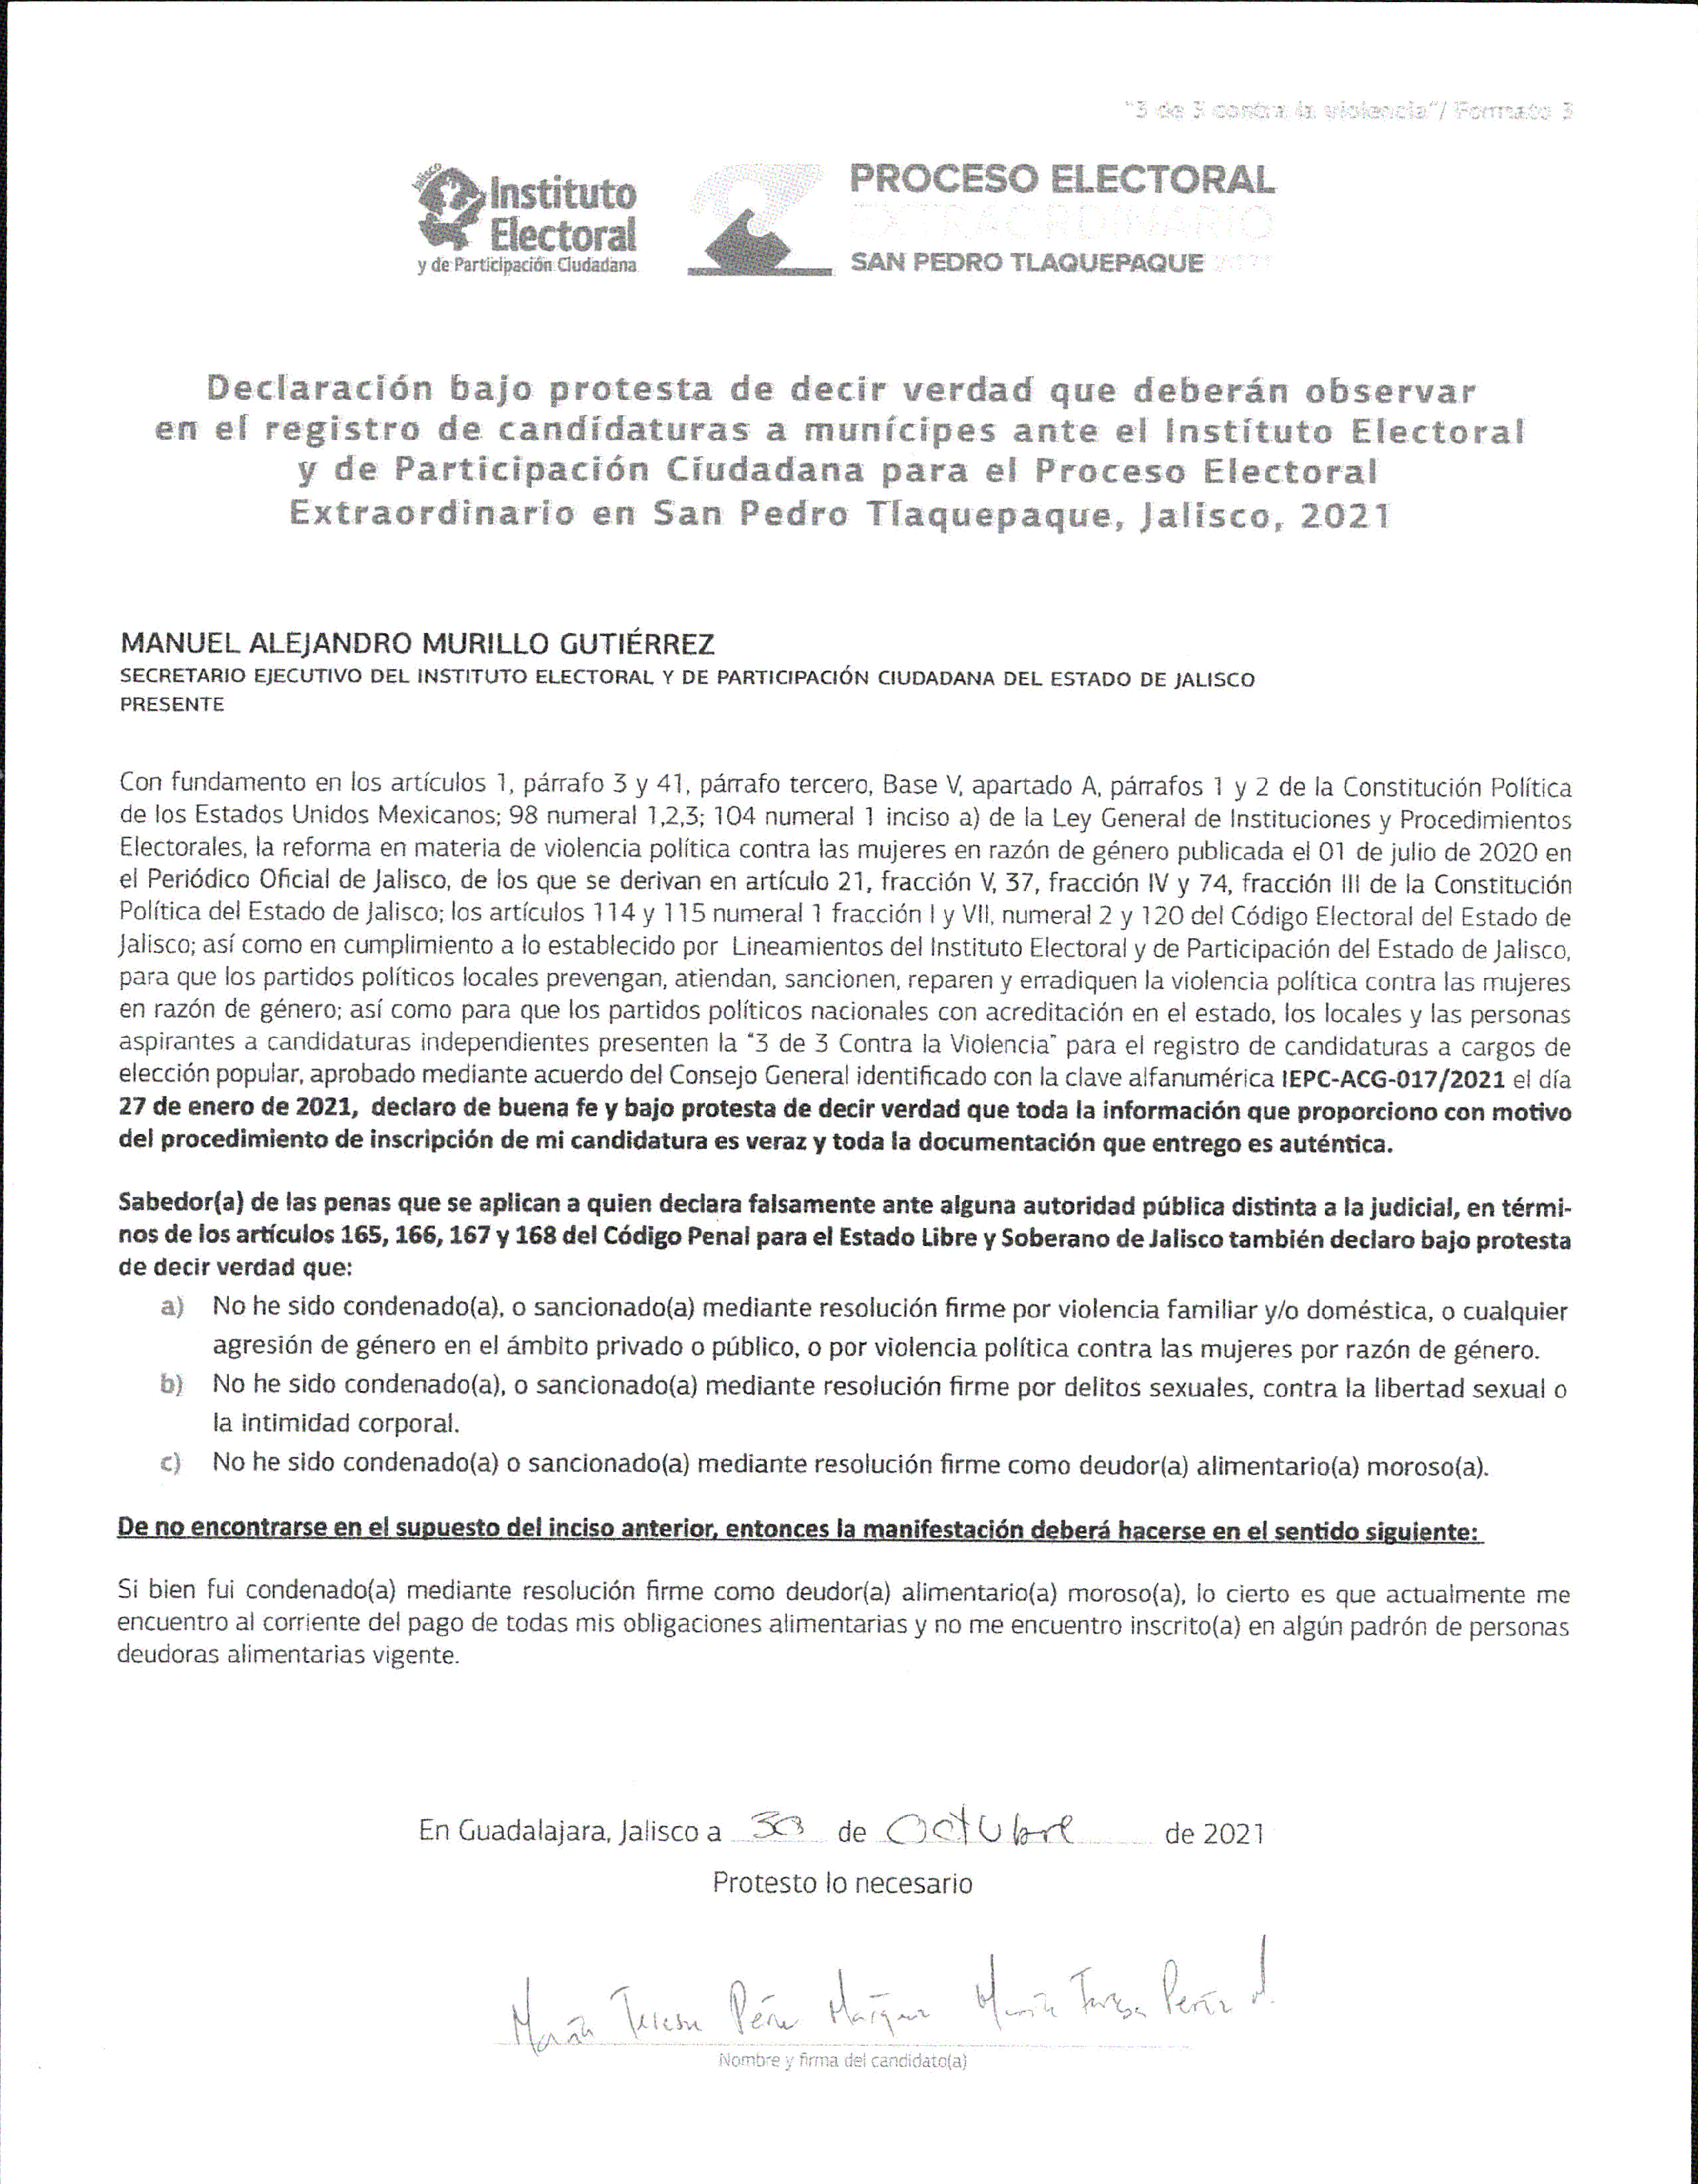 "3 de 3 contra la violencia"/ Formato 3
Jalisco
Instituto
Electoral
y de Participación Ciudadana
PROCESO ELECTORAL
EXTRAORDINARIO
SAN PEDRO TLAQUEPAQUE 2021
Declaración bajo protesta de decir verdad que deberán observar
en el registro de candidaturas a munícipes ante el Instituto Electoral
y de Participación Ciudadana para el Proceso Electoral
Extraordinario en San Pedro Tlaquepaque, Jalisco, 2021
MANUEL ALEJANDRO MURILLO GUTIÉRREZ
SECRETARIO EJECUTIVO DEL INSTITUTO ELECTORAL Y DE PARTICIPACIÓN CIUDADANA DEL ESTADO DE JALISCO
PRESENTE
Con fundamento en los artículos 1, párrafo 3 y 41, párrafo tercero, Base V, apartado A, párrafos 1 y 2 de la Constitución Política
de los Estados Unidos Mexicanos; 98 numeral 1,2,3; 104 numeral 1 inciso a) de la Ley General de Instituciones y Procedimientos
Electorales, la reforma en materia de violencia política contra las mujeres en razón de género publicada el 01 de julio de 2020 en
el Periódico Oficial de Jalisco, de los que se derivan en artículo 21, fracción V, 37, fracción IV y 74, fracción III de la Constitución
Política del Estado de Jalisco; los artículos 114 y 115 numeral 1 fracción I y VII, numeral 2 y 120 del Código Electoral del Estado de
Jalisco; así como en cumplimiento a lo establecido por Lineamientos del Instituto Electoral y de Participación del Estado de Jalisco,
para que los partidos políticos locales prevengan, atiendan, sancionen, reparen y erradiquen la violencia política contra las mujeres
en razón de género; así como para que los partidos políticos nacionales con acreditación en el estado, los locales y las personas
aspirantes a candidaturas independientes presenten la "3 de 3 Contra la Violencia" para el registro de candidaturas a cargos de
elección popular, aprobado mediante acuerdo del Consejo General identificado con la clave alfanumérica IEPC-ACG-017/2021 el día
27 de enero de 2021, declaro de buena fe y bajo protesta de decir verdad que toda la información que proporciono con motivo
del procedimiento de inscripción de mi candidatura es veraz y toda la documentación que entrego es auténtica.
Sabedor(a) de las penas que se aplican a quien declara falsamente ante alguna autoridad pública distinta a la judicial, en térmi-
nos de los artículos 165, 166, 167 y 168 del Código Penal para el Estado Libre y Soberano de Jalisco también declaro bajo protesta
de decir verdad que:
a) No he sido condenado(a), o sancionado(a) mediante resolución firme por violencia familiar y/o doméstica, o cualquier
agresión de género en el ámbito privado o público, o por violencia política contra las mujeres por razón de género.
b) No he sido condenado(a), o sancionado(a) mediante resolución firme por delitos sexuales, contra la libertad sexual o
la intimidad corporal.
c) No he sido condenado(a) o sancionado(a) mediante resolución firme como deudor(a) alimentario(a) moroso(a).
De no encontrarse en el supuesto del inciso anterior, entonces la manifestación deberá hacerse en el sentido siguiente:
Si bien fui condenado(a) mediante resolución firme como deudor(a) alimentario(a) moroso(a), lo cierto es que actualmente me
encuentro al corriente del pago de todas mis obligaciones alimentarias y no me encuentro inscrito(a) en algún padrón de personas
deudoras alimentarias vigente.
En Guadalajara, Jalisco a 30 de Octubre de 2021
Protesto lo necesario
María Teresa Pérez Márquez María Teresa Pérez M.
Nombre y firma del candidato(a)